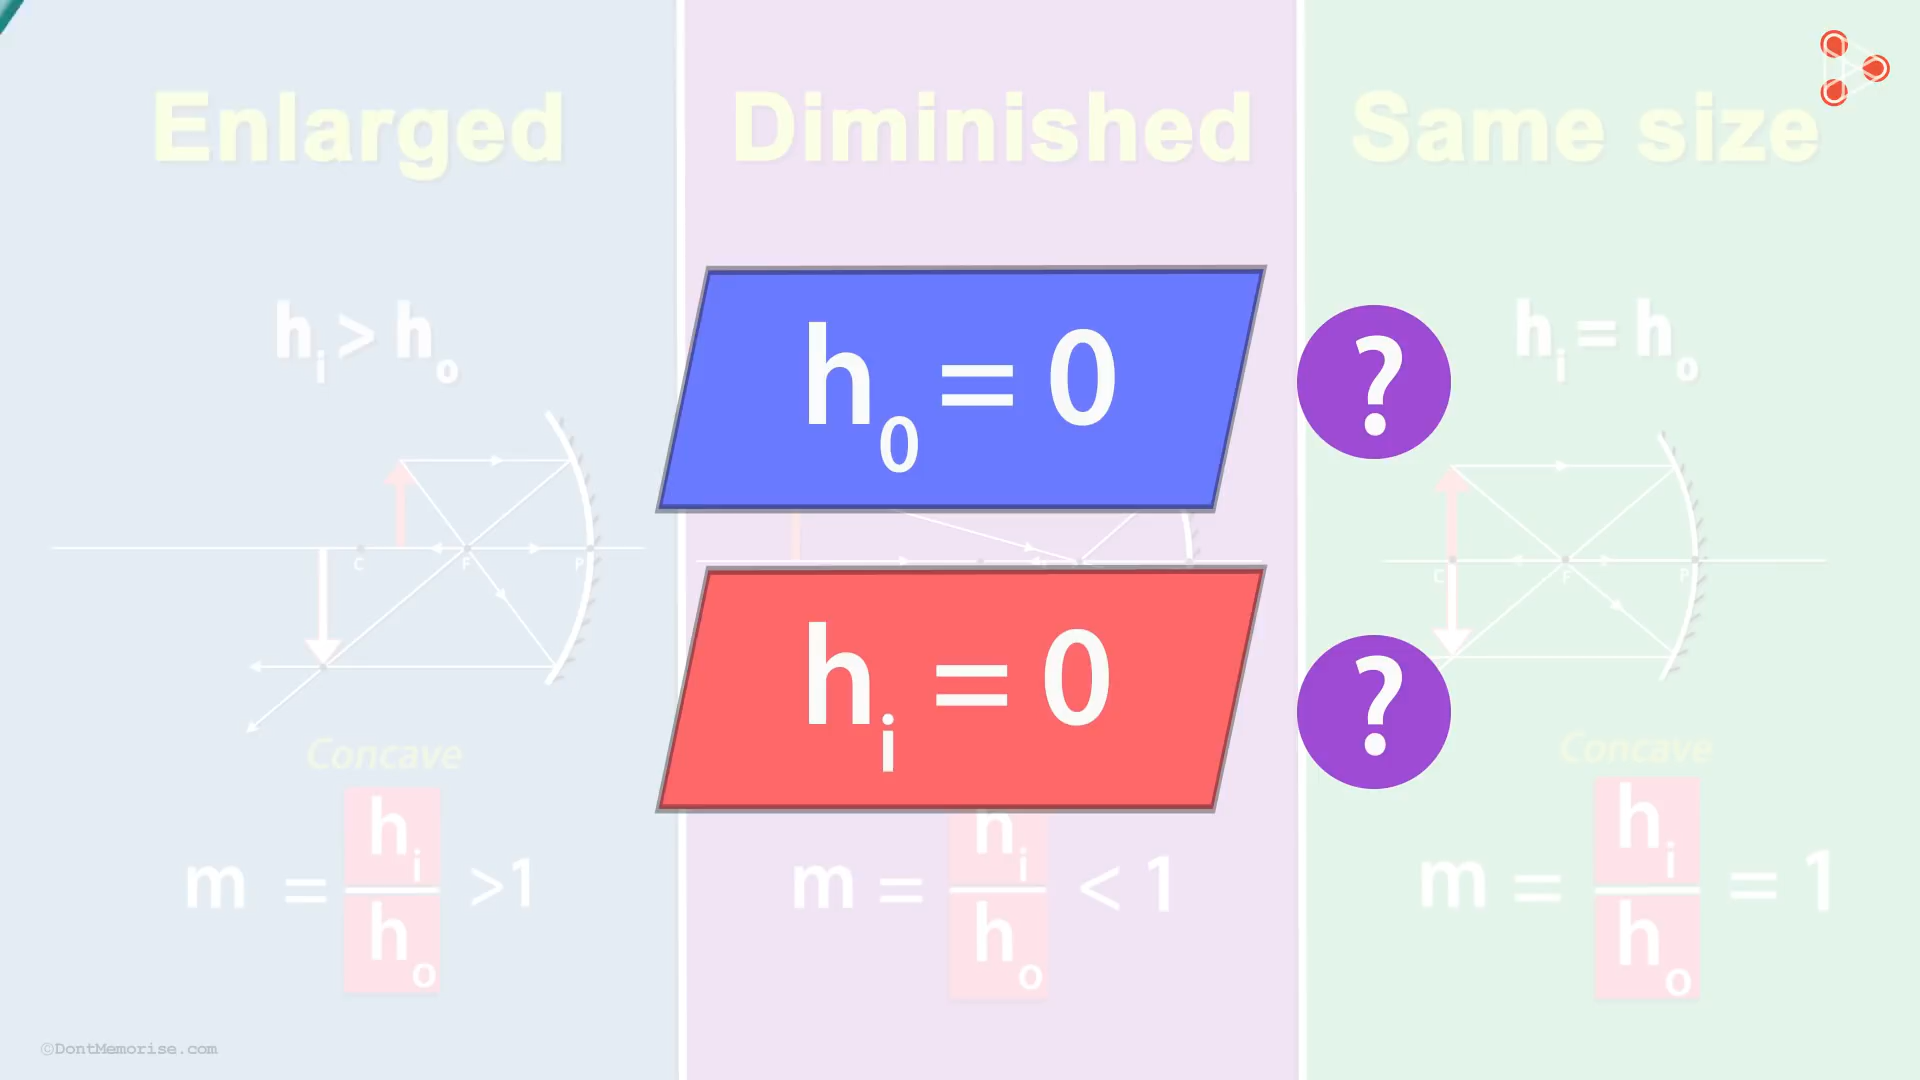 Enlarged
Diminished
Same size
hi > ho
hi = ho
h0 = 0
?
hi = 0
?
C F P
C F P
Concave
Concave
m = hi/ho >1
m = hi/ho < 1
m = hi/ho = 1
©DontMemorise.com